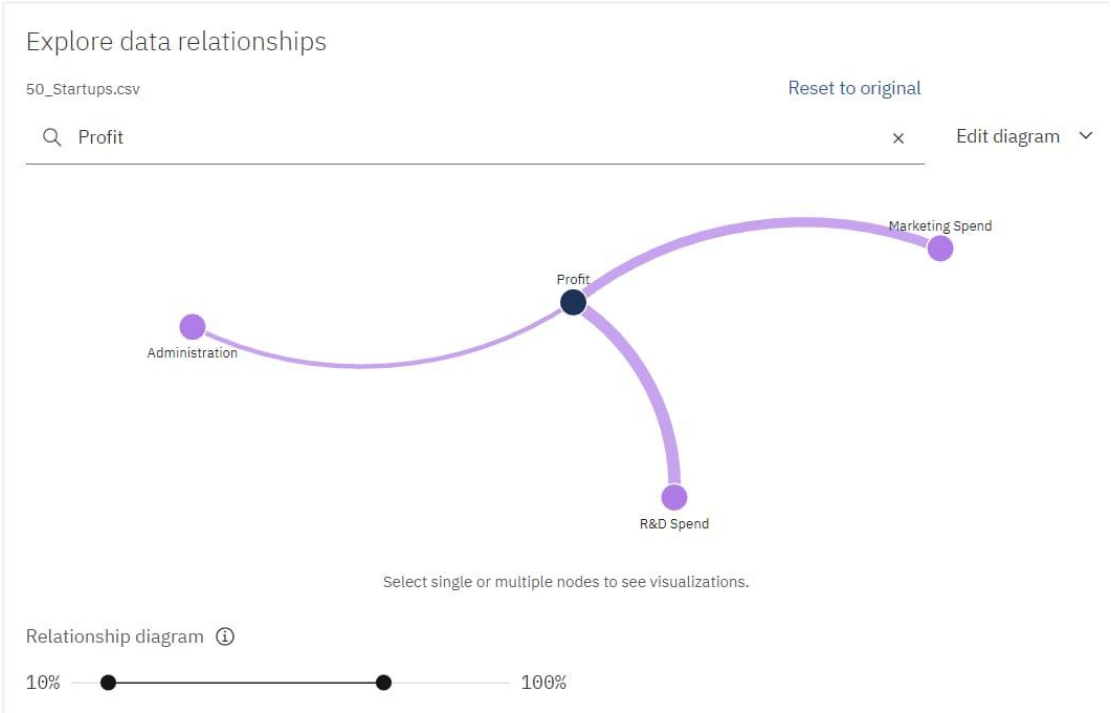 Explore data relationships
50_Startups.csv
Reset to original
Profit
×
Edit diagram
Marketing Spend
Profit
Administration
R&D Spend
Select single or multiple nodes to see visualizations.
Relationship diagram
10%
100%